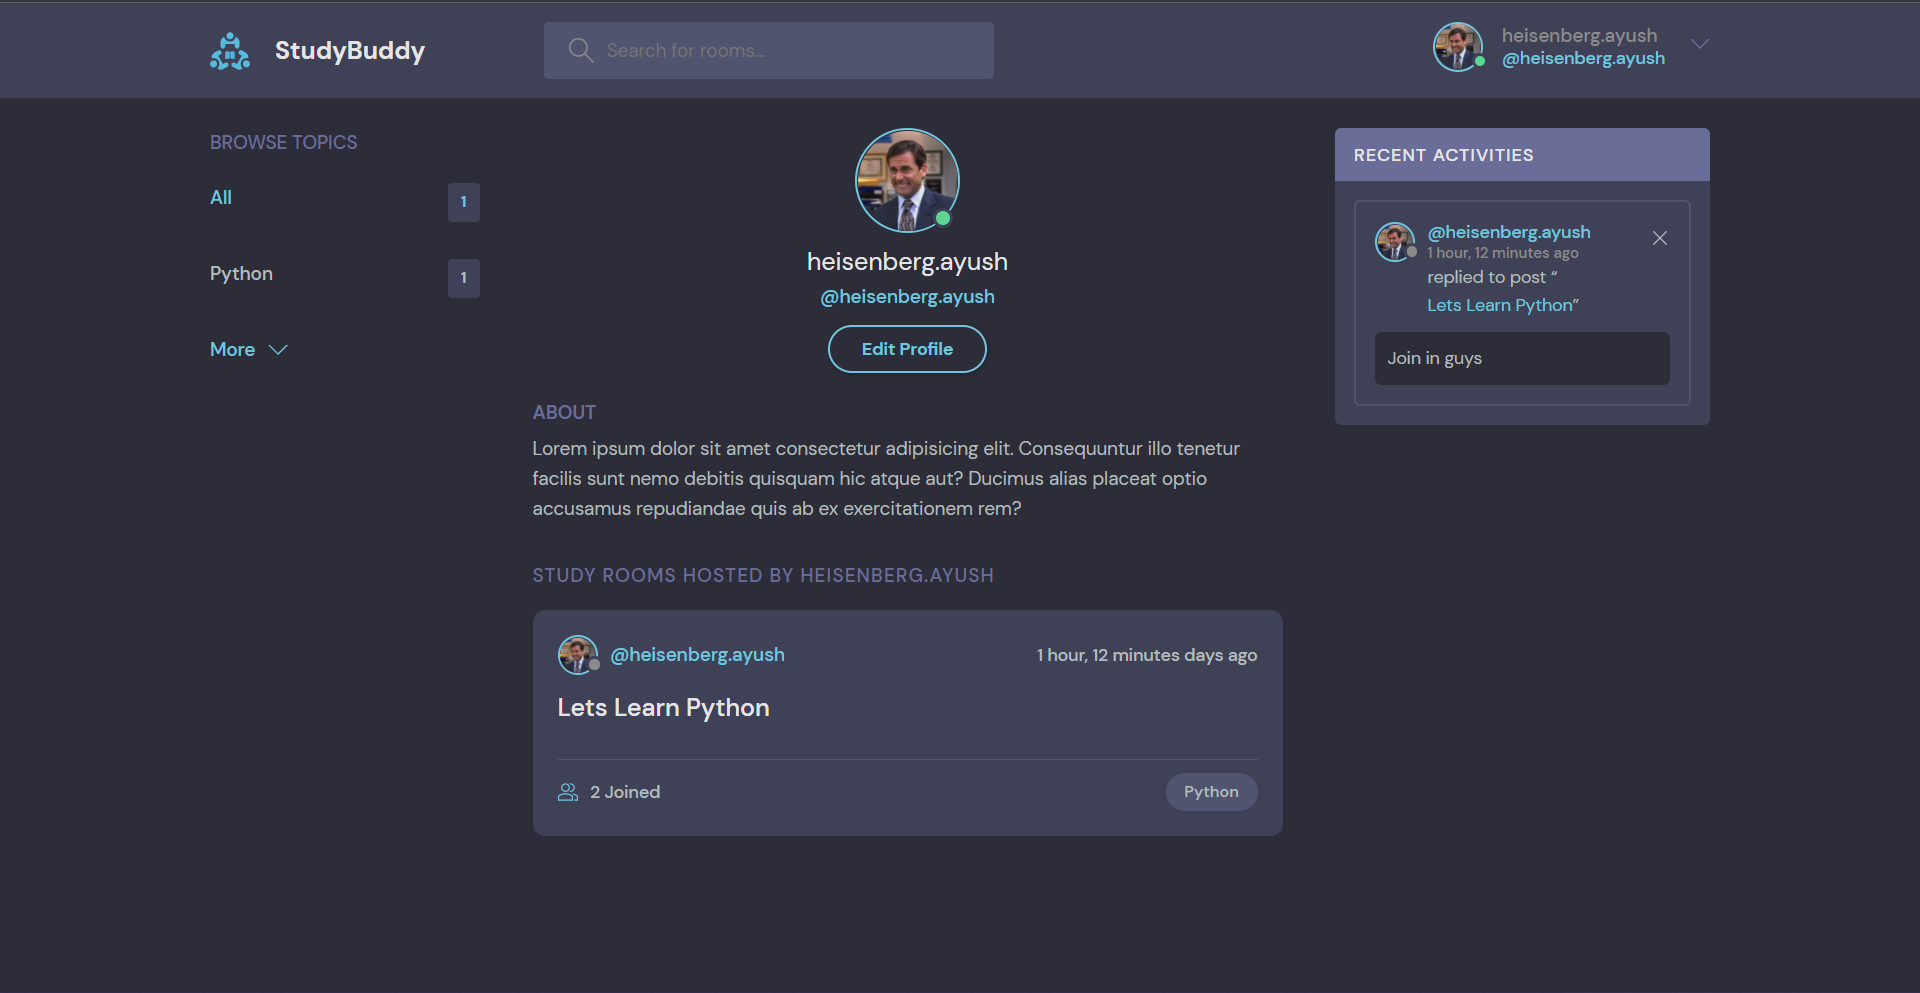 StudyBuddy
Search for rooms...
heisenberg.ayush
@heisenberg.ayush
BROWSE TOPICS
All 1
Python 1
More
heisenberg.ayush
@heisenberg.ayush
Edit Profile
ABOUT
Lorem ipsum dolor sit amet consectetur adipisicing elit. Consequuntur illo tenetur
facilis sunt nemo debitis quisquam hic atque aut? Ducimus alias placeat optio
accusamus repudiandae quis ab ex exercitationem rem?
STUDY ROOMS HOSTED BY HEISENBERG.AYUSH
@heisenberg.ayush 1 hour, 12 minutes days ago
Lets Learn Python
2 Joined Python
RECENT ACTIVITIES
@heisenberg.ayush
1 hour, 12 minutes ago
replied to post “
Lets Learn Python”
Join in guys